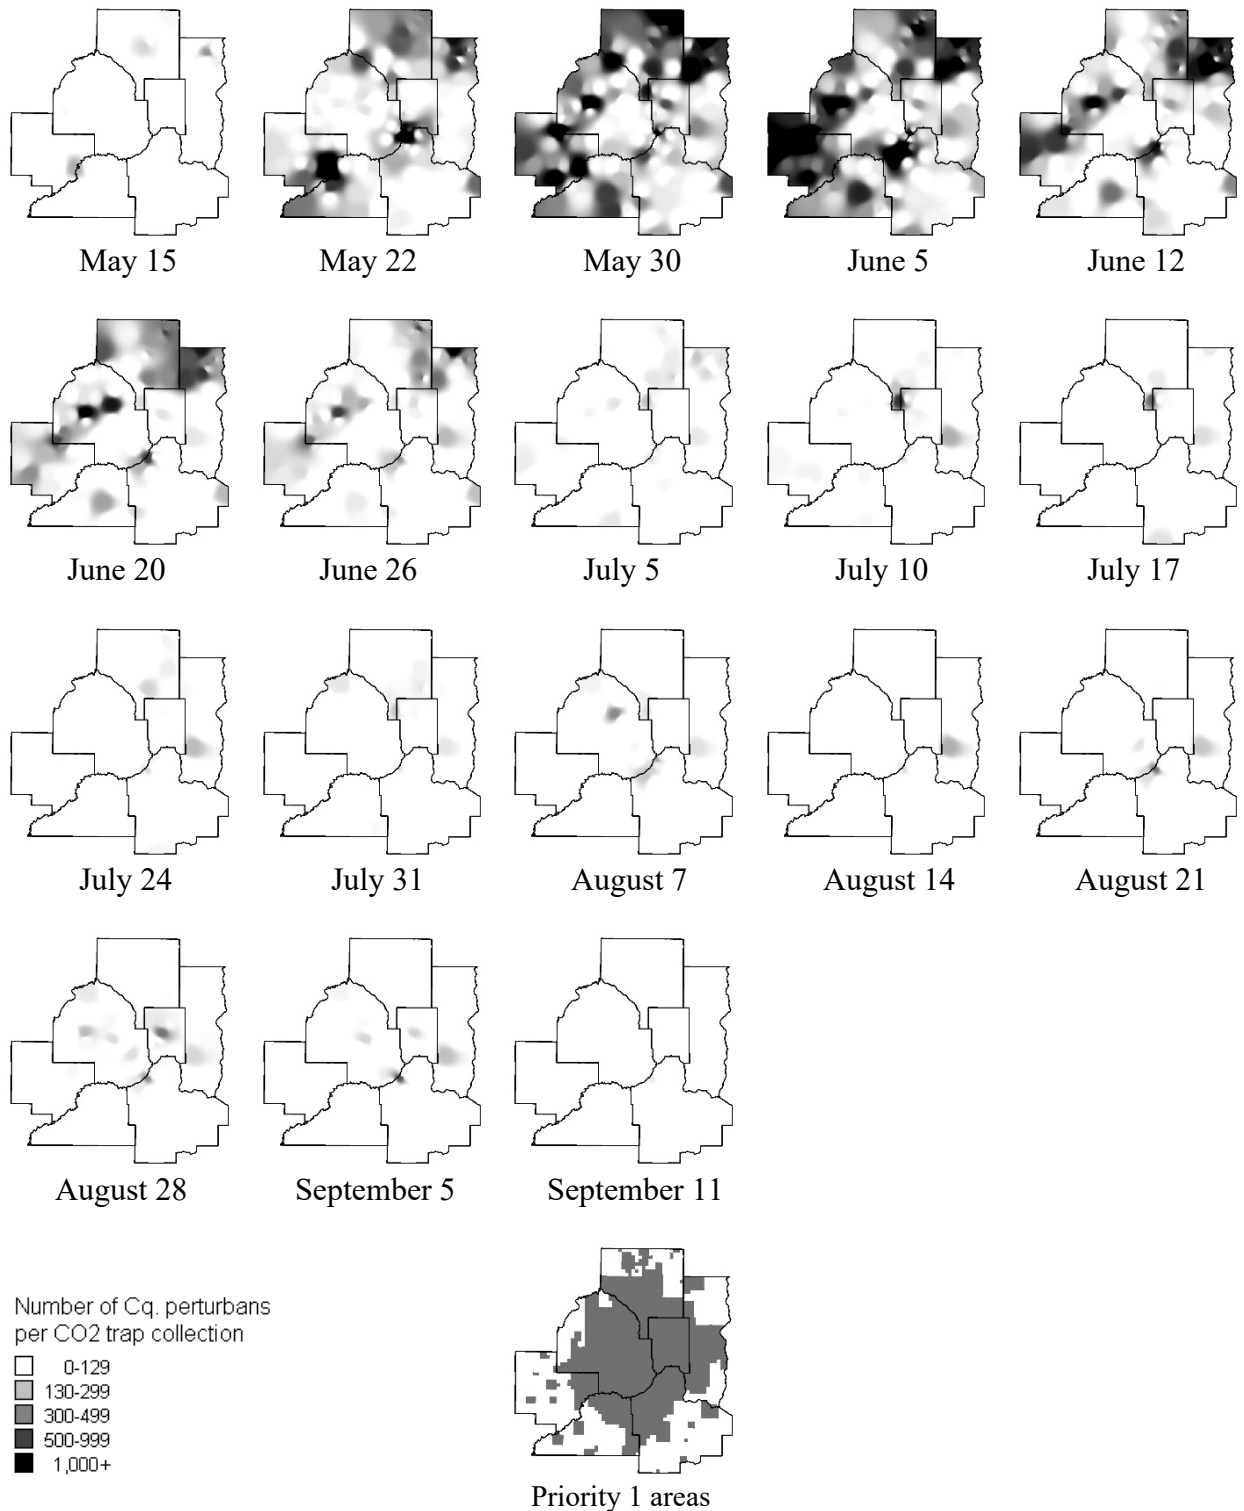 May 15
May 22
May 30
June 5
June 12
June 20
June 26
July 5
July 10
July 17
July 24
July 31
August 7
August 14
August 21
August 28
September 5
September 11
Number of Cq. perturbans
per CO2 trap collection
0-129
130-299
300-499
500-999
1,000+
Priority 1 areas